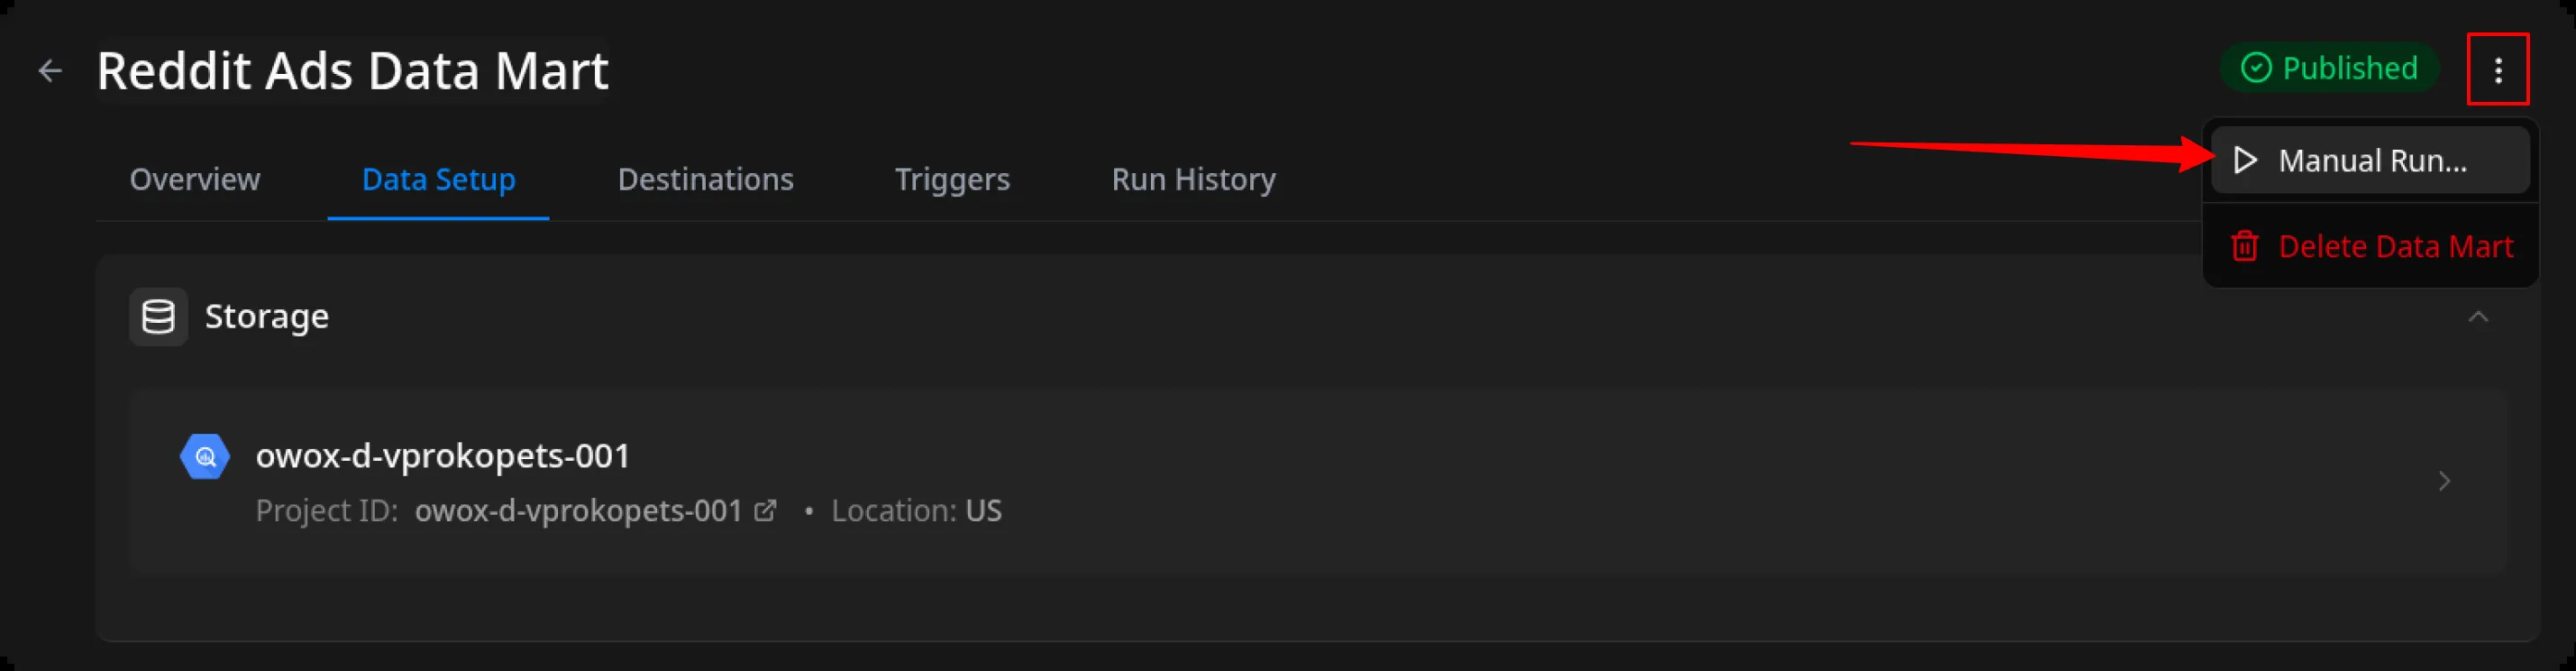 Reddit Ads Data Mart
Published
Manual Run...
Delete Data Mart
Overview
Data Setup
Destinations
Triggers
Run History
Storage
owox-d-vprokopets-001
Project ID: owox-d-vprokopets-001 • Location: US